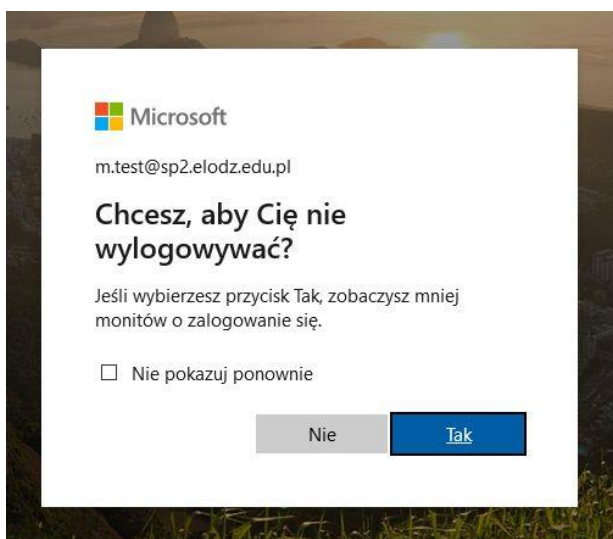 Microsoft
m.test@sp2.elodz.edu.pl
Chcesz, aby Cię nie
wylogowywać?
Jeśli wybierzesz przycisk Tak, zobaczysz mniej
monitów o zalogowanie się.
Nie pokazuj ponownie
Nie Tak